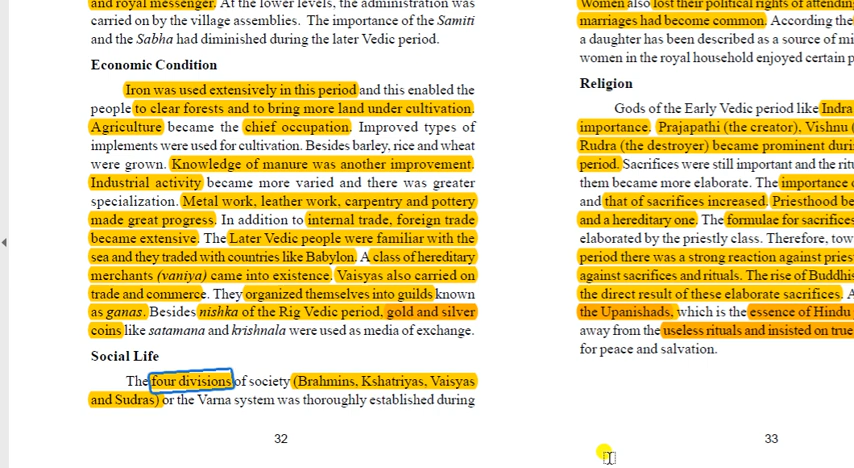 and royal messenger. At the lower levels, the administration was
carried on by the village assemblies. The importance of the Samiti
and the Sabha had diminished during the later Vedic period.
Economic Condition
Iron was used extensively in this period and this enabled the
people to clear forests and to bring more land under cultivation.
Agriculture became the chief occupation. Improved types of
implements were used for cultivation. Besides barley, rice and wheat
were grown. Knowledge of manure was another improvement.
Industrial activity became more varied and there was greater
specialization. Metal work, leather work, carpentry and pottery
made great progress. In addition to internal trade, foreign trade
became extensive. The Later Vedic people were familiar with the
sea and they traded with countries like Babylon. A class of hereditary
merchants (vaniya) came into existence. Vaisyas also carried on
trade and commerce. They organized themselves into guilds known
as ganas. Besides nishka of the Rig Vedic period, gold and silver
coins like satamana and krishnala were used as media of exchange.
Social Life
The four divisions of society (Brahmins, Kshatriyas, Vaisyas
and Sudras) or the Varna system was thoroughly established during
32
Women also lost their political rights of attending
marriages had become common. According the
a daughter has been described as a source of mi
women in the royal household enjoyed certain p
Religion
Gods of the Early Vedic period like Indra
importance. Prajapathi (the creator), Vishnu (
Rudra (the destroyer) became prominent duri
period. Sacrifices were still important and the ritu
them became more elaborate. The importance o
and that of sacrifices increased. Priesthood be
and a hereditary one. The formulae for sacrifices
elaborated by the priestly class. Therefore, tow
period there was a strong reaction against pries
against sacrifices and rituals. The rise of Buddhis
the direct result of these elaborate sacrifices. A
the Upanishads, which is the essence of Hindu
away from the useless rituals and insisted on true
for peace and salvation.
33